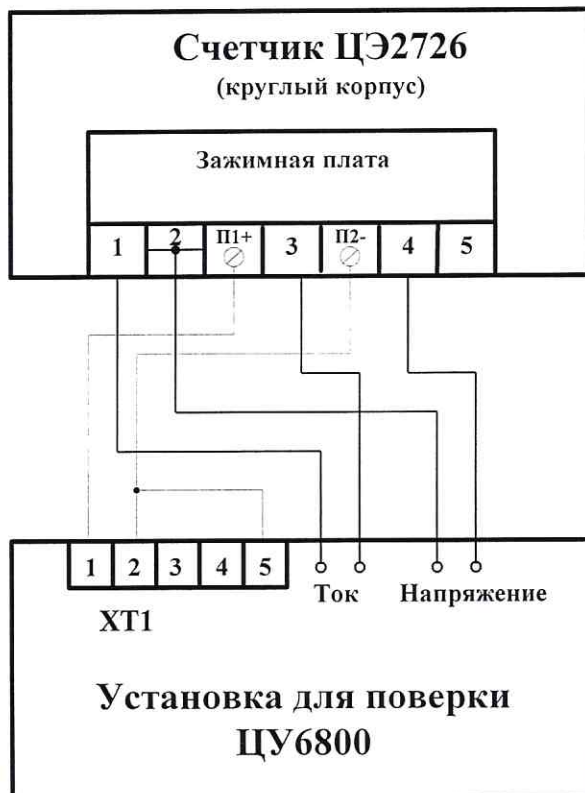 Счетчик ЦЭ2726
(круглый корпус)
Зажимная плата
1 2 П1+ 3 П2- 4 5
1 2 3 4 5
Ток Напряжение
ХТ1
Установка для поверки
ЦУ6800